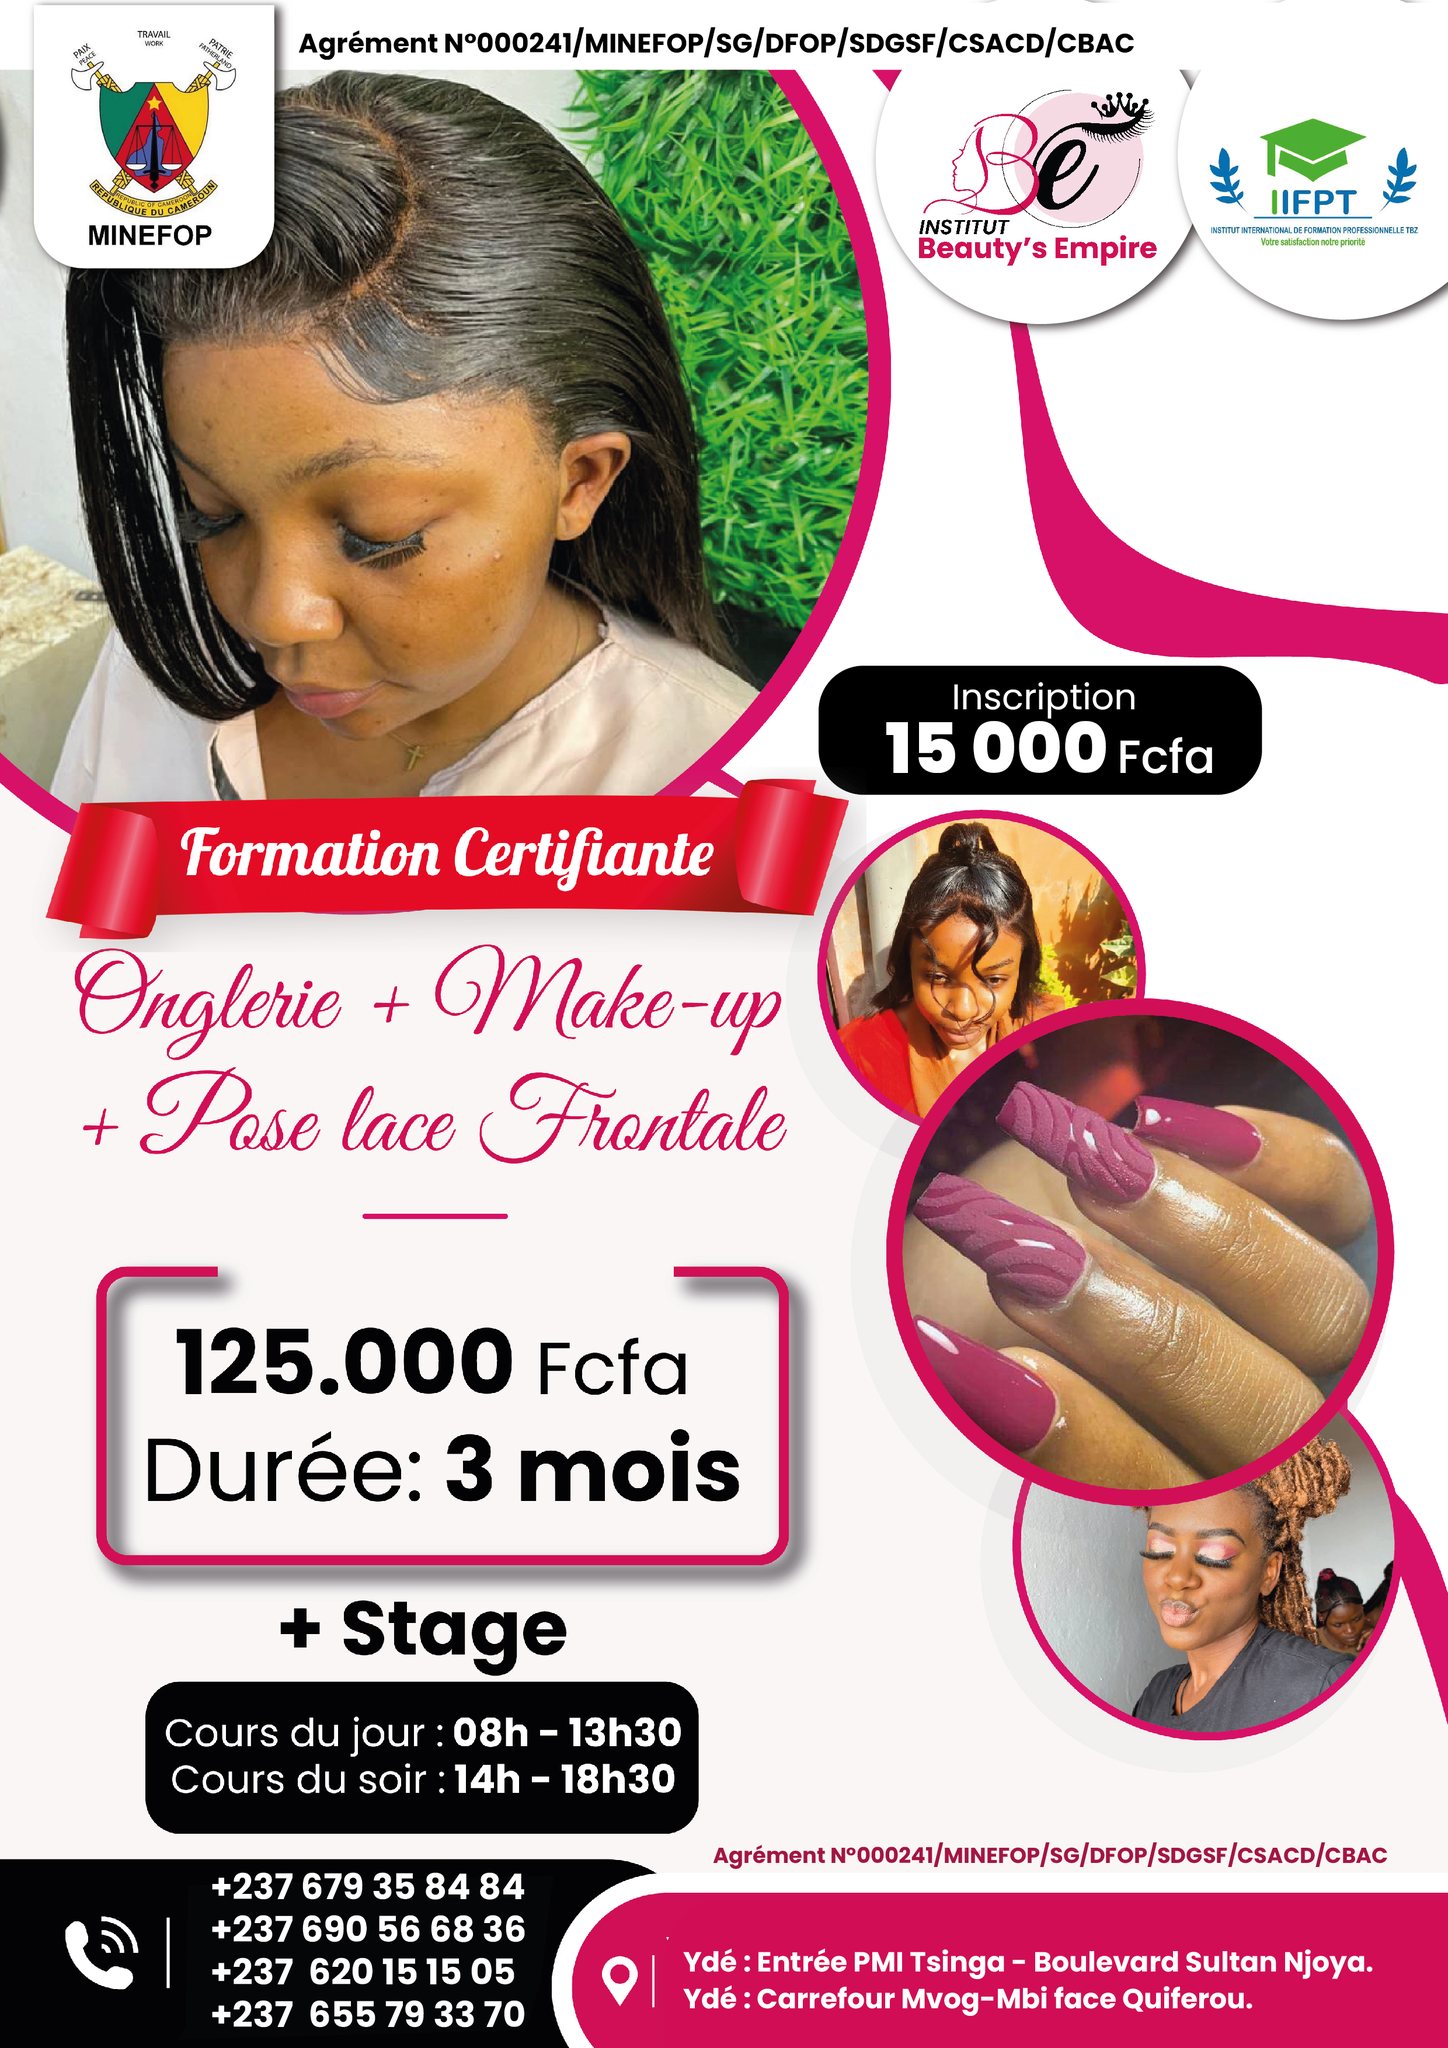 PAIX
PEACE
TRAVAIL
WORK
PATRIE
FATHERLAND
REPUBLIC OF CAMEROON
REPUBLIQUE DU CAMEROUN
MINEFOP
Agrément N°000241/MINEFOP/SG/DFOP/SDGSF/CSACD/CBAC
Be
INSTITUT
Beauty's Empire
IIFPT
INSTITUT INTERNATIONAL DE FORMATION PROFESSIONNELLE TBZ
Votre satisfaction notre priorité
Inscription
15 000 Fcfa
Formation Certifiante
Onglerie + Make-up
+ Pose lace Frontale
125.000 Fcfa
Durée: 3 mois
+ Stage
Cours du jour : 08h - 13h30
Cours du soir : 14h - 18h30
Agrément N°000241/MINEFOP/SG/DFOP/SDGSF/CSACD/CBAC
+237 679 35 84 84
+237 690 56 68 36
+237 620 15 15 05
+237 655 79 33 70
Ydé : Entrée PMI Tsinga - Boulevard Sultan Njoya.
Ydé : Carrefour Mvog-Mbi face Quiferou.